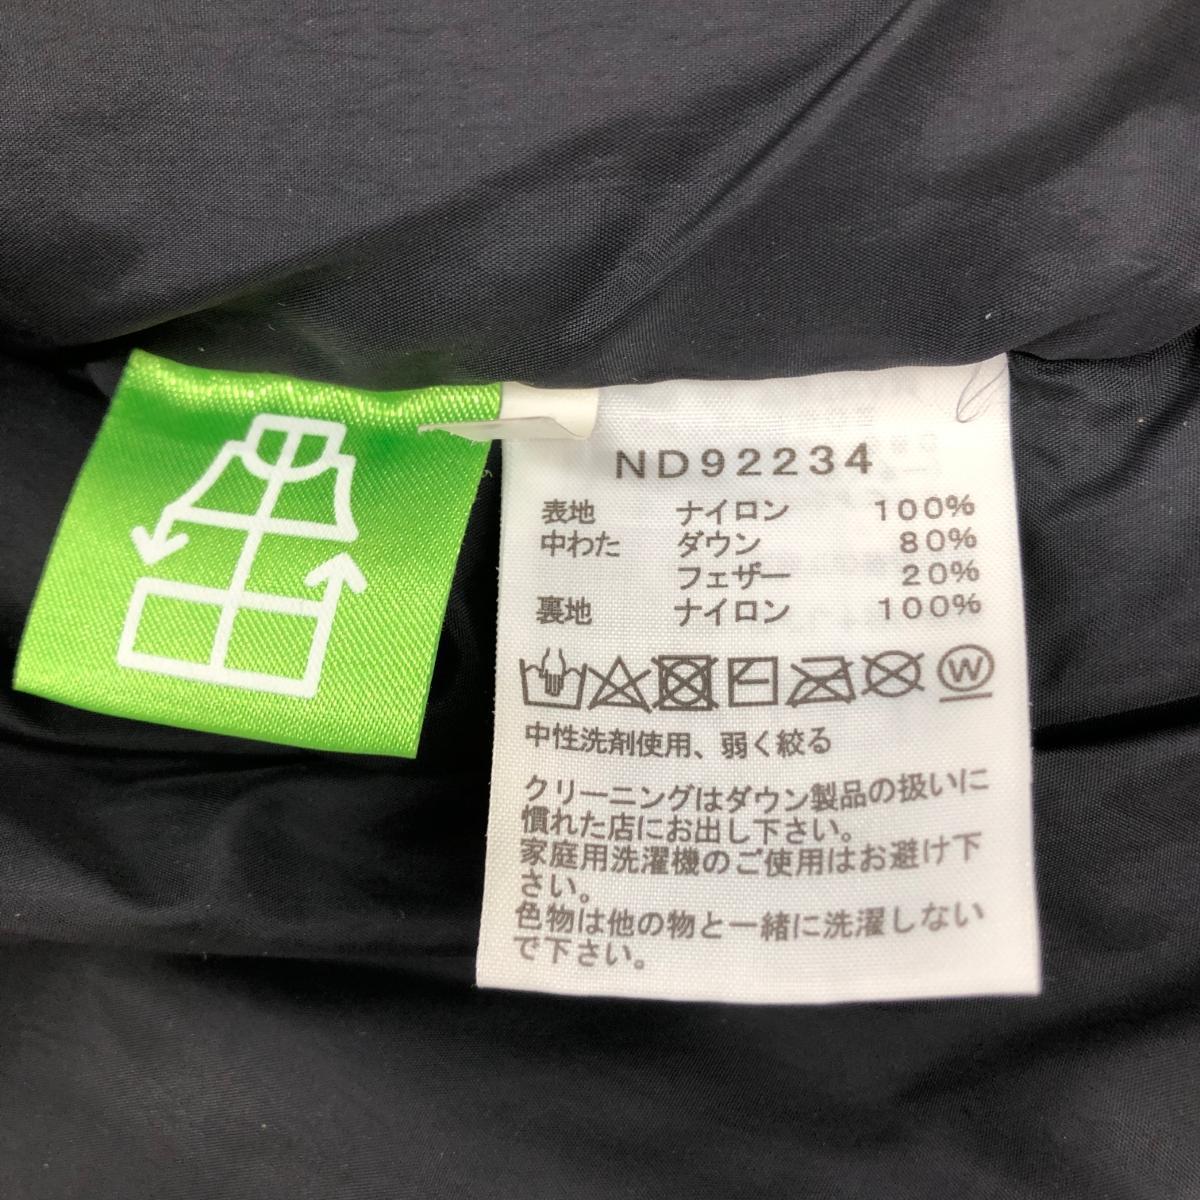 ND92234
表地 ナイロン 100%
中わた ダウン 80%
フェザー 20%
裏地 ナイロン 100%
W
中性洗剤使用、弱く絞る
クリーニングはダウン製品の扱いに
慣れた店にお出し下さい。
家庭用洗濯機のご使用はお避け下
さい。
色物は他の物と一緒に洗濯しない
で下さい。